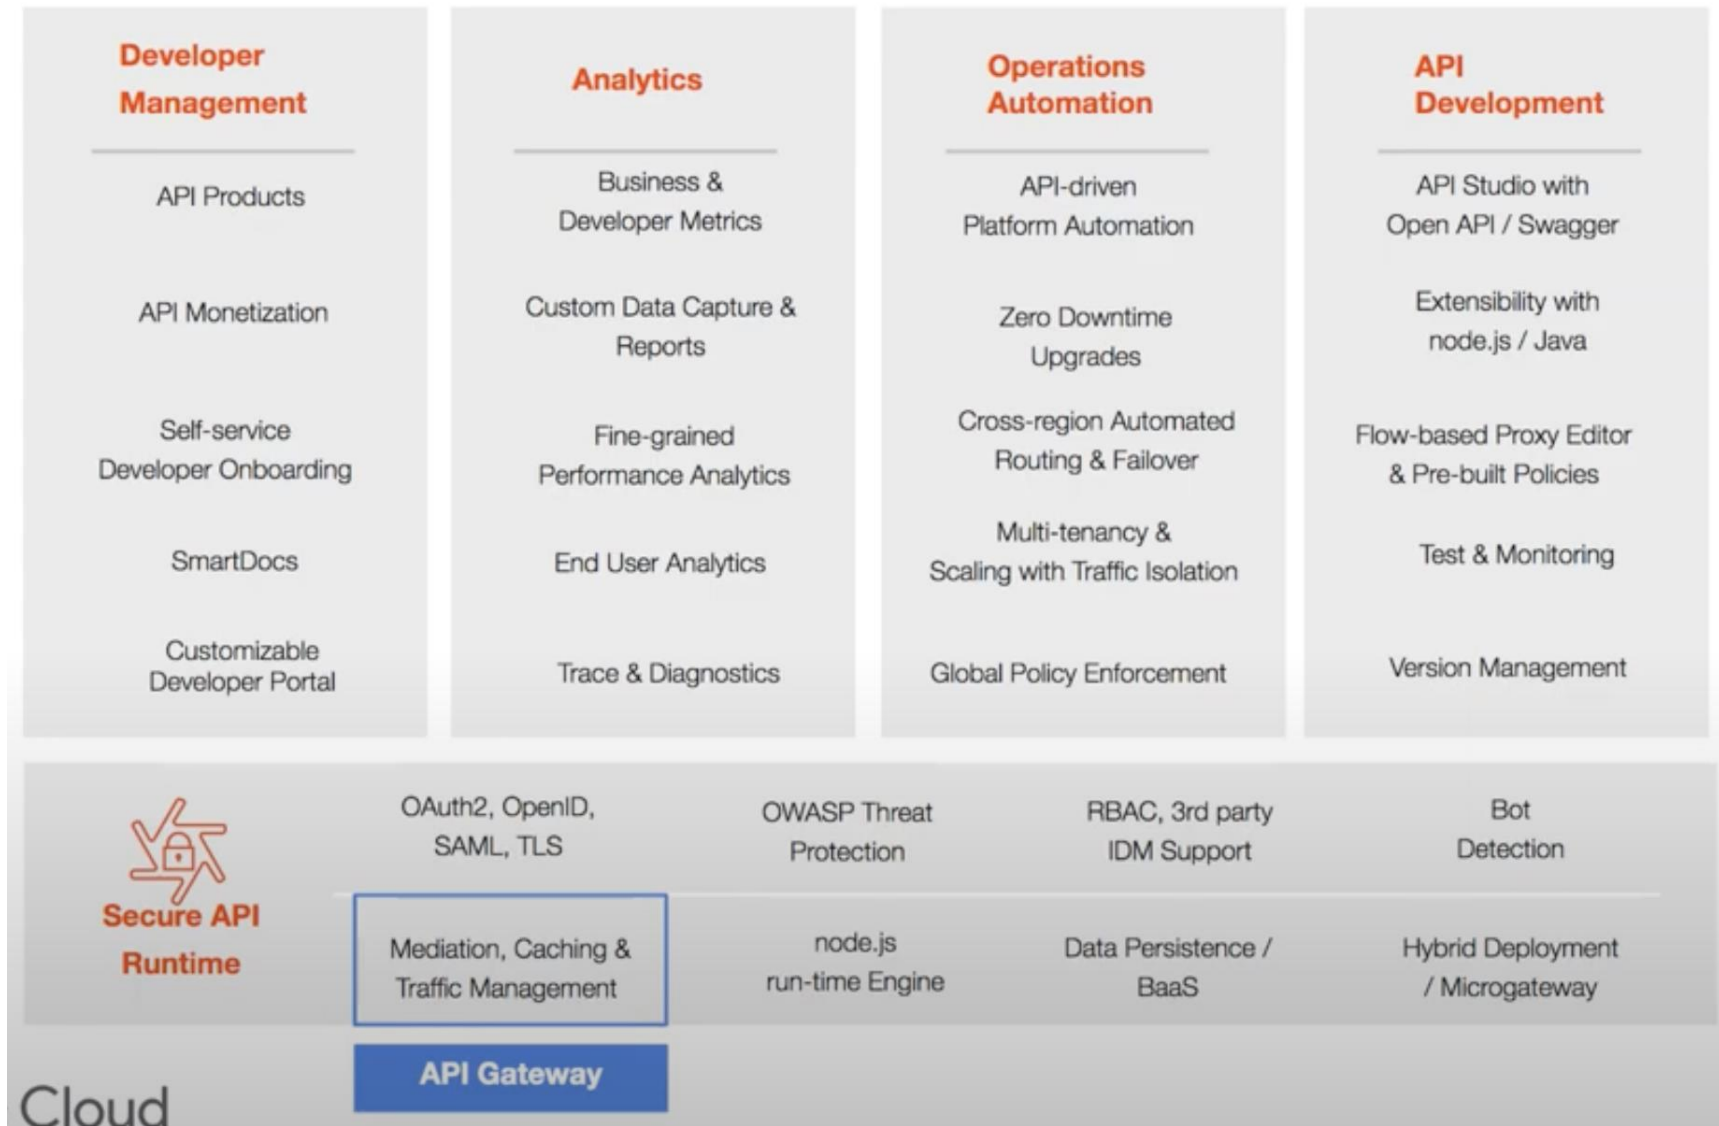 Developer
Management
API Products
API Monetization
Self-service
Developer Onboarding
SmartDocs
Customizable
Developer Portal
Analytics
Business &
Developer Metrics
Custom Data Capture &
Reports
Fine-grained
Performance Analytics
End User Analytics
Trace & Diagnostics
Operations
Automation
API-driven
Platform Automation
Zero Downtime
Upgrades
Cross-region Automated
Routing & Failover
Multi-tenancy &
Scaling with Traffic Isolation
Global Policy Enforcement
API
Development
API Studio with
Open API / Swagger
Extensibility with
node.js / Java
Flow-based Proxy Editor
& Pre-built Policies
Test & Monitoring
Version Management
Secure API
Runtime
OAuth2, OpenID,
SAML, TLS
OWASP Threat
Protection
RBAC, 3rd party
IDM Support
Bot
Detection
Mediation, Caching &
Traffic Management
node.js
run-time Engine
Data Persistence /
BaaS
Hybrid Deployment
/ Microgateway
API Gateway
Cloud